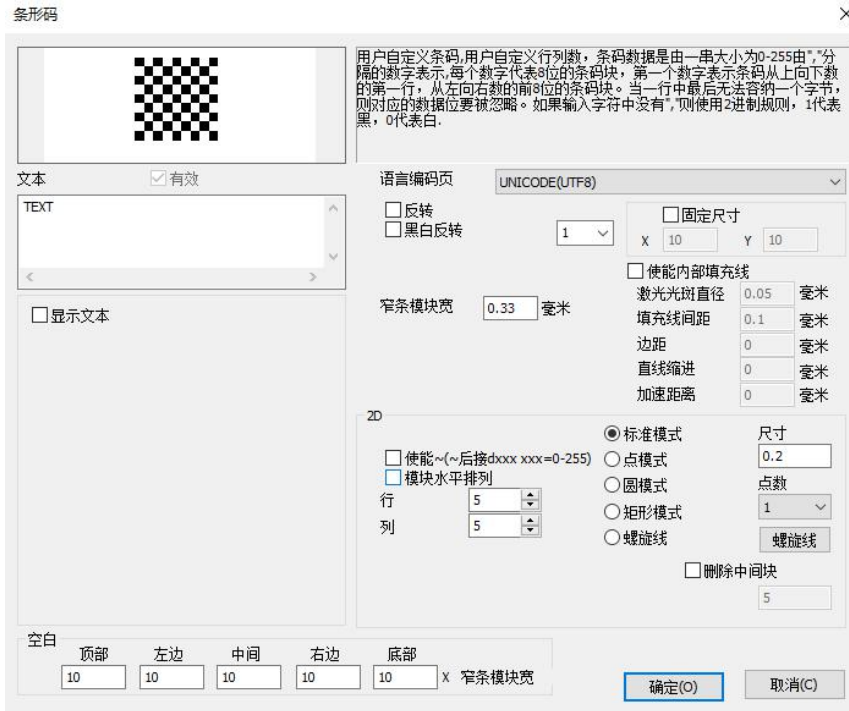 条形码
用户自定义条码,用户自定义行列数，条码数据是由一串大小为0-255由","分
隔的数字表示,每个数字代表8位的条码块，第一个数字表示条码从上向下数
的第一行，从左向右数的前8位的条码块。当一行中最后无法容纳一个字节，
则对应的数据位要被忽略。如果输入字符中没有","则使用2进制规则，1代表
黑，0代表白.
文本 有效
语言编码页 UNICODE(UTF8)
TEXT
反转
黑白反转 1
固定尺寸
X 10 Y 10
使能内部填充线
激光光斑直径 0.05 毫米
填充线间距 0.1 毫米
边距 0 毫米
直线缩进 0 毫米
加速距离 0 毫米
窄条模块宽 0.33 毫米
显示文本
2D
使能~(~后接dxxx xxx=0-255)
模块水平排列
行 5
列 5
标准模式
点模式
圆模式
矩形模式
螺旋线
尺寸
0.2
点数
1
螺旋线
删除中间块
5
空白
顶部 左边 中间 右边 底部
10 10 10 10 10 X 窄条模块宽
确定(O) 取消(C)